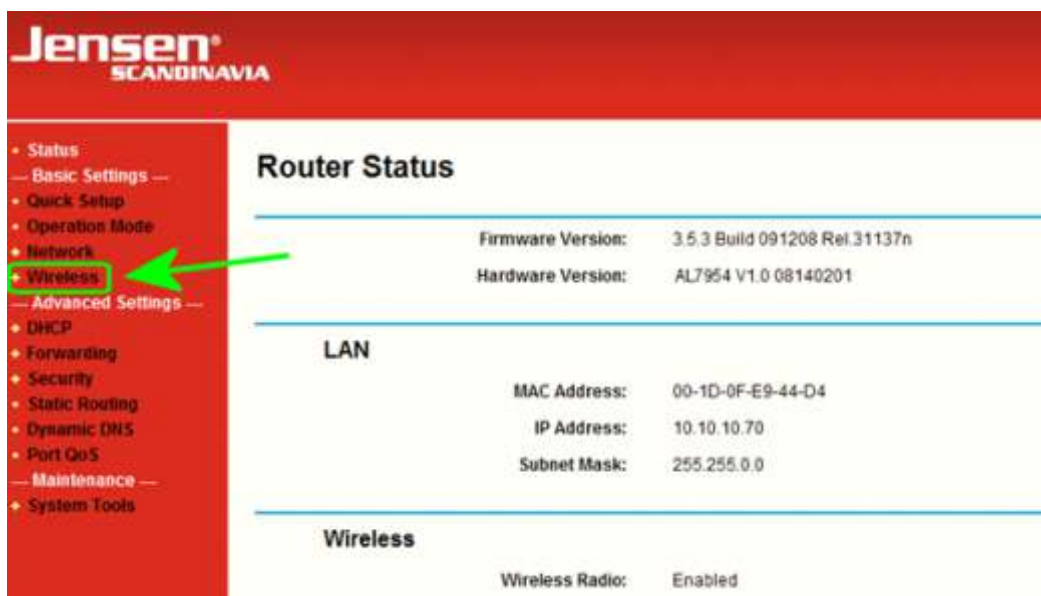 Jensen®
SCANDINAVIA
Status
— Basic Settings —
Quick Setup
Operation Mode
Network
Wireless
— Advanced Settings —
DHCP
Forwarding
Security
Static Routing
Dynamic DNS
Port QoS
— Maintenance —
System Tools
Router Status
Firmware Version: 3.5.3 Build 091208 Rel.31137n
Hardware Version: AL7954 V1.0 08140201
LAN
MAC Address: 00-1D-0F-E9-44-D4
IP Address: 10.10.10.70
Subnet Mask: 255.255.0.0
Wireless
Wireless Radio: Enabled